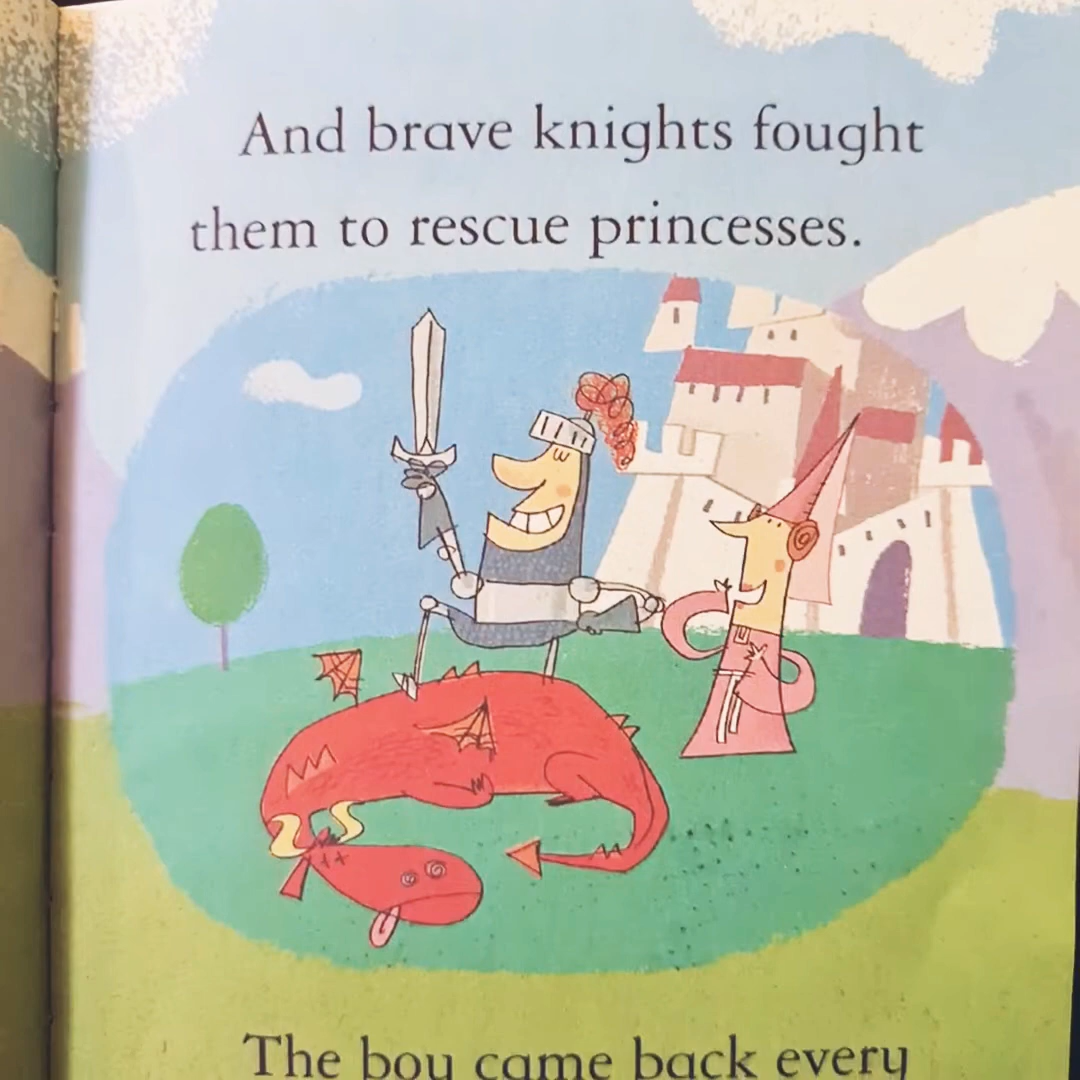 And brave knights fought
them to rescue princesses.
The boy came back every